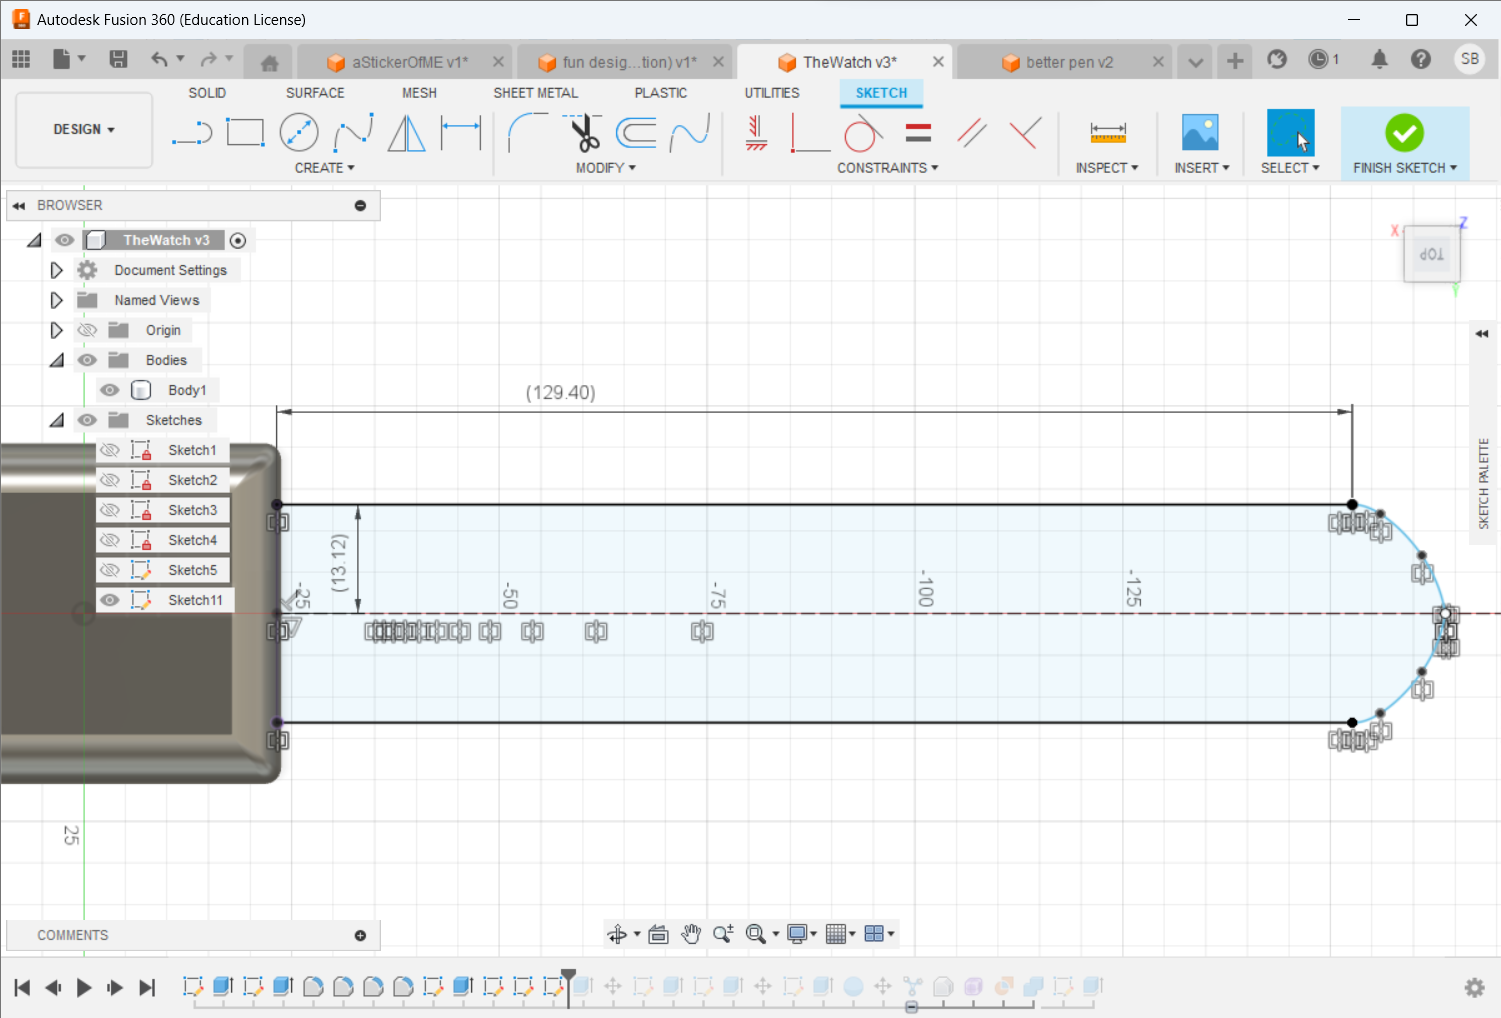 Autodesk Fusion 360 (Education License)
aStickerOfME v1*
fun desig...tion) v1*
TheWatch v3*
better pen v2
1
SB
DESIGN
SOLID
SURFACE
MESH
SHEET METAL
PLASTIC
UTILITIES
SKETCH
CREATE
MODIFY
CONSTRAINTS
INSPECT
INSERT
SELECT
FINISH SKETCH
BROWSER
TheWatch v3
Document Settings
Named Views
Origin
Bodies
Body1
Sketches
Sketch1
Sketch2
Sketch3
Sketch4
Sketch5
Sketch11
X
Z
TOP
Y
SKETCH PALETTE
(129.40)
(13.12)
-25
-50
-75
-100
-125
25
COMMENTS